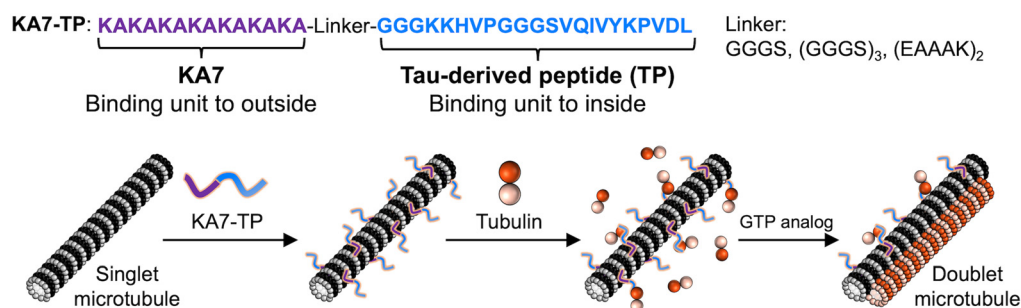 KA7-TP: KAKAKAKAKAKAKA-Linker-GGGKKHVPGGGSVQIVYKPVDL
Linker:
GGGS, (GGGS)₃, (EAAAK)₂
KA7
Binding unit to outside
Tau-derived peptide (TP)
Binding unit to inside
Singlet
microtubule
KA7-TP
Tubulin
GTP analog
Doublet
microtubule